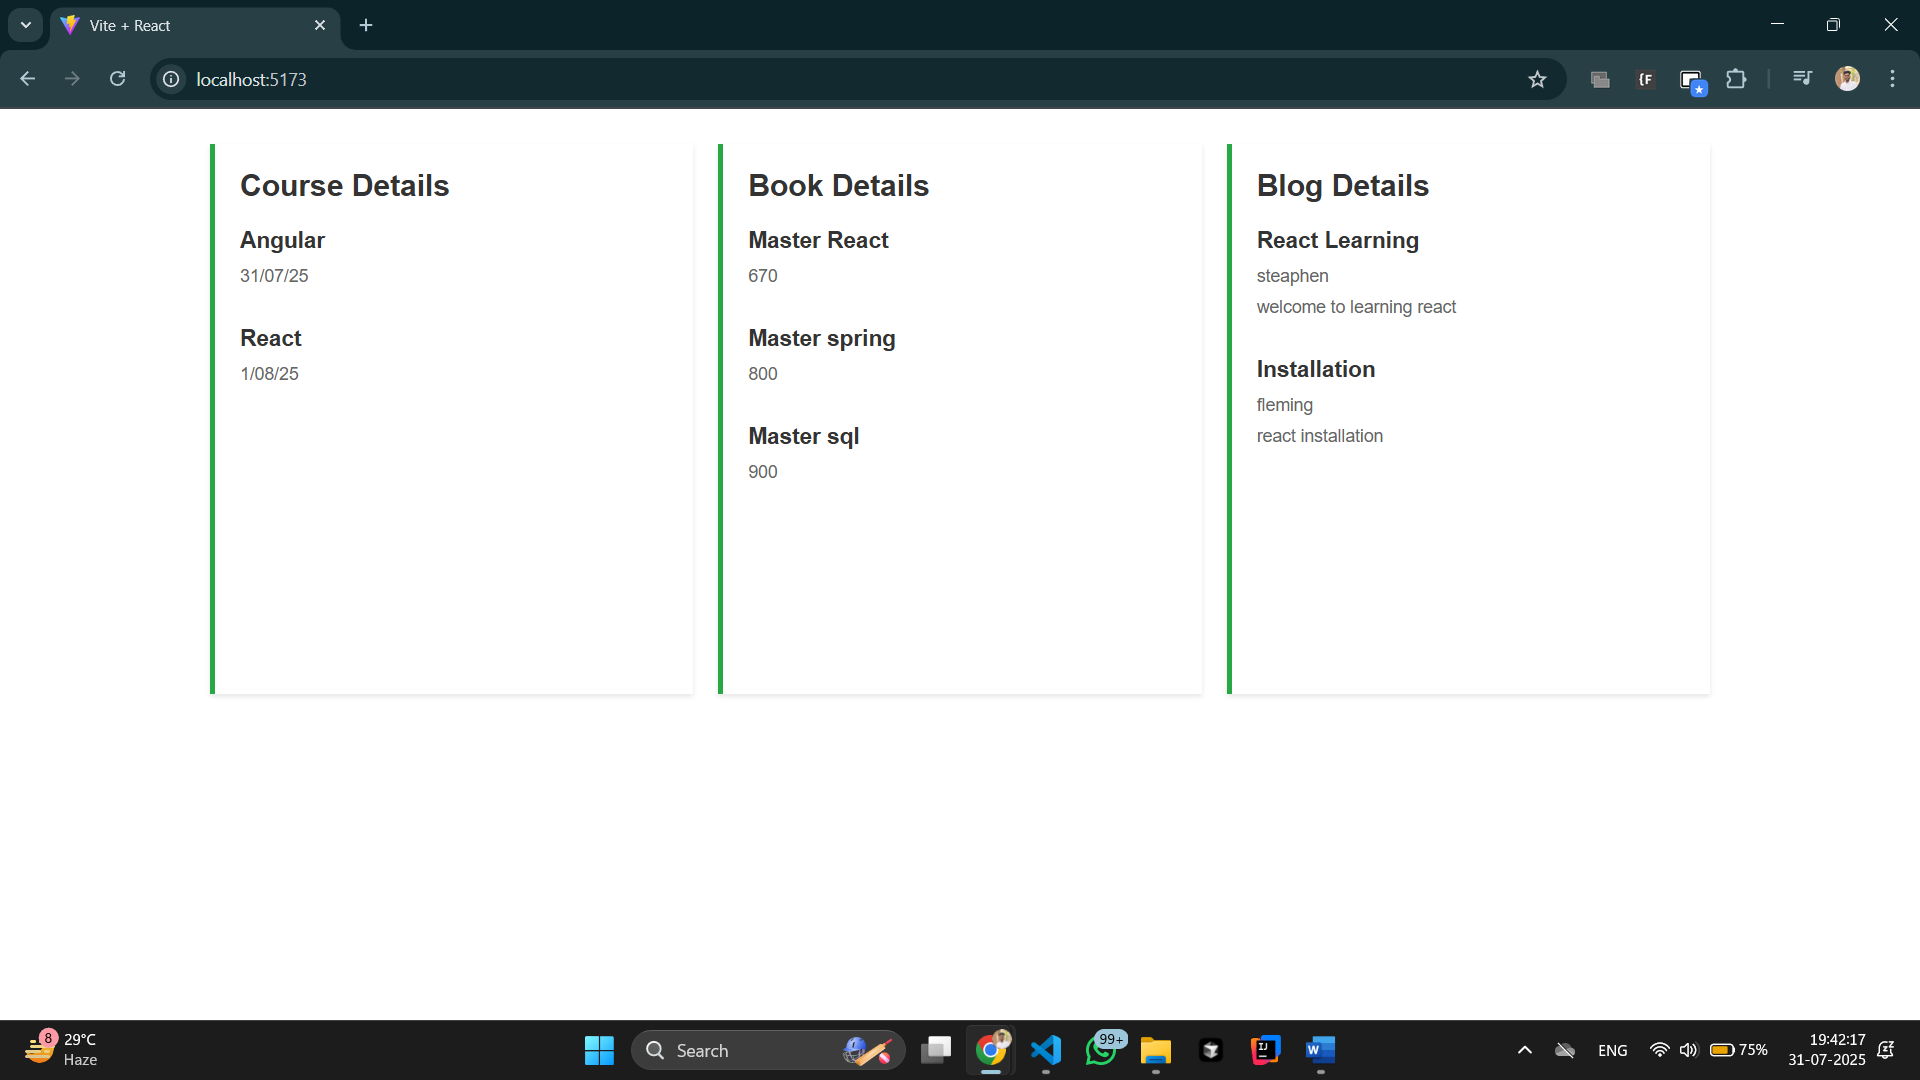 Vite + React
localhost:5173
{F
Course Details
Angular
31/07/25
React
1/08/25
Book Details
Master React
670
Master spring
800
Master sql
900
Blog Details
React Learning
steaphen
welcome to learning react
Installation
fleming
react installation
8
29°C
Haze
Search
99+
IJ
W
ENG
75%
19:42:17
31-07-2025